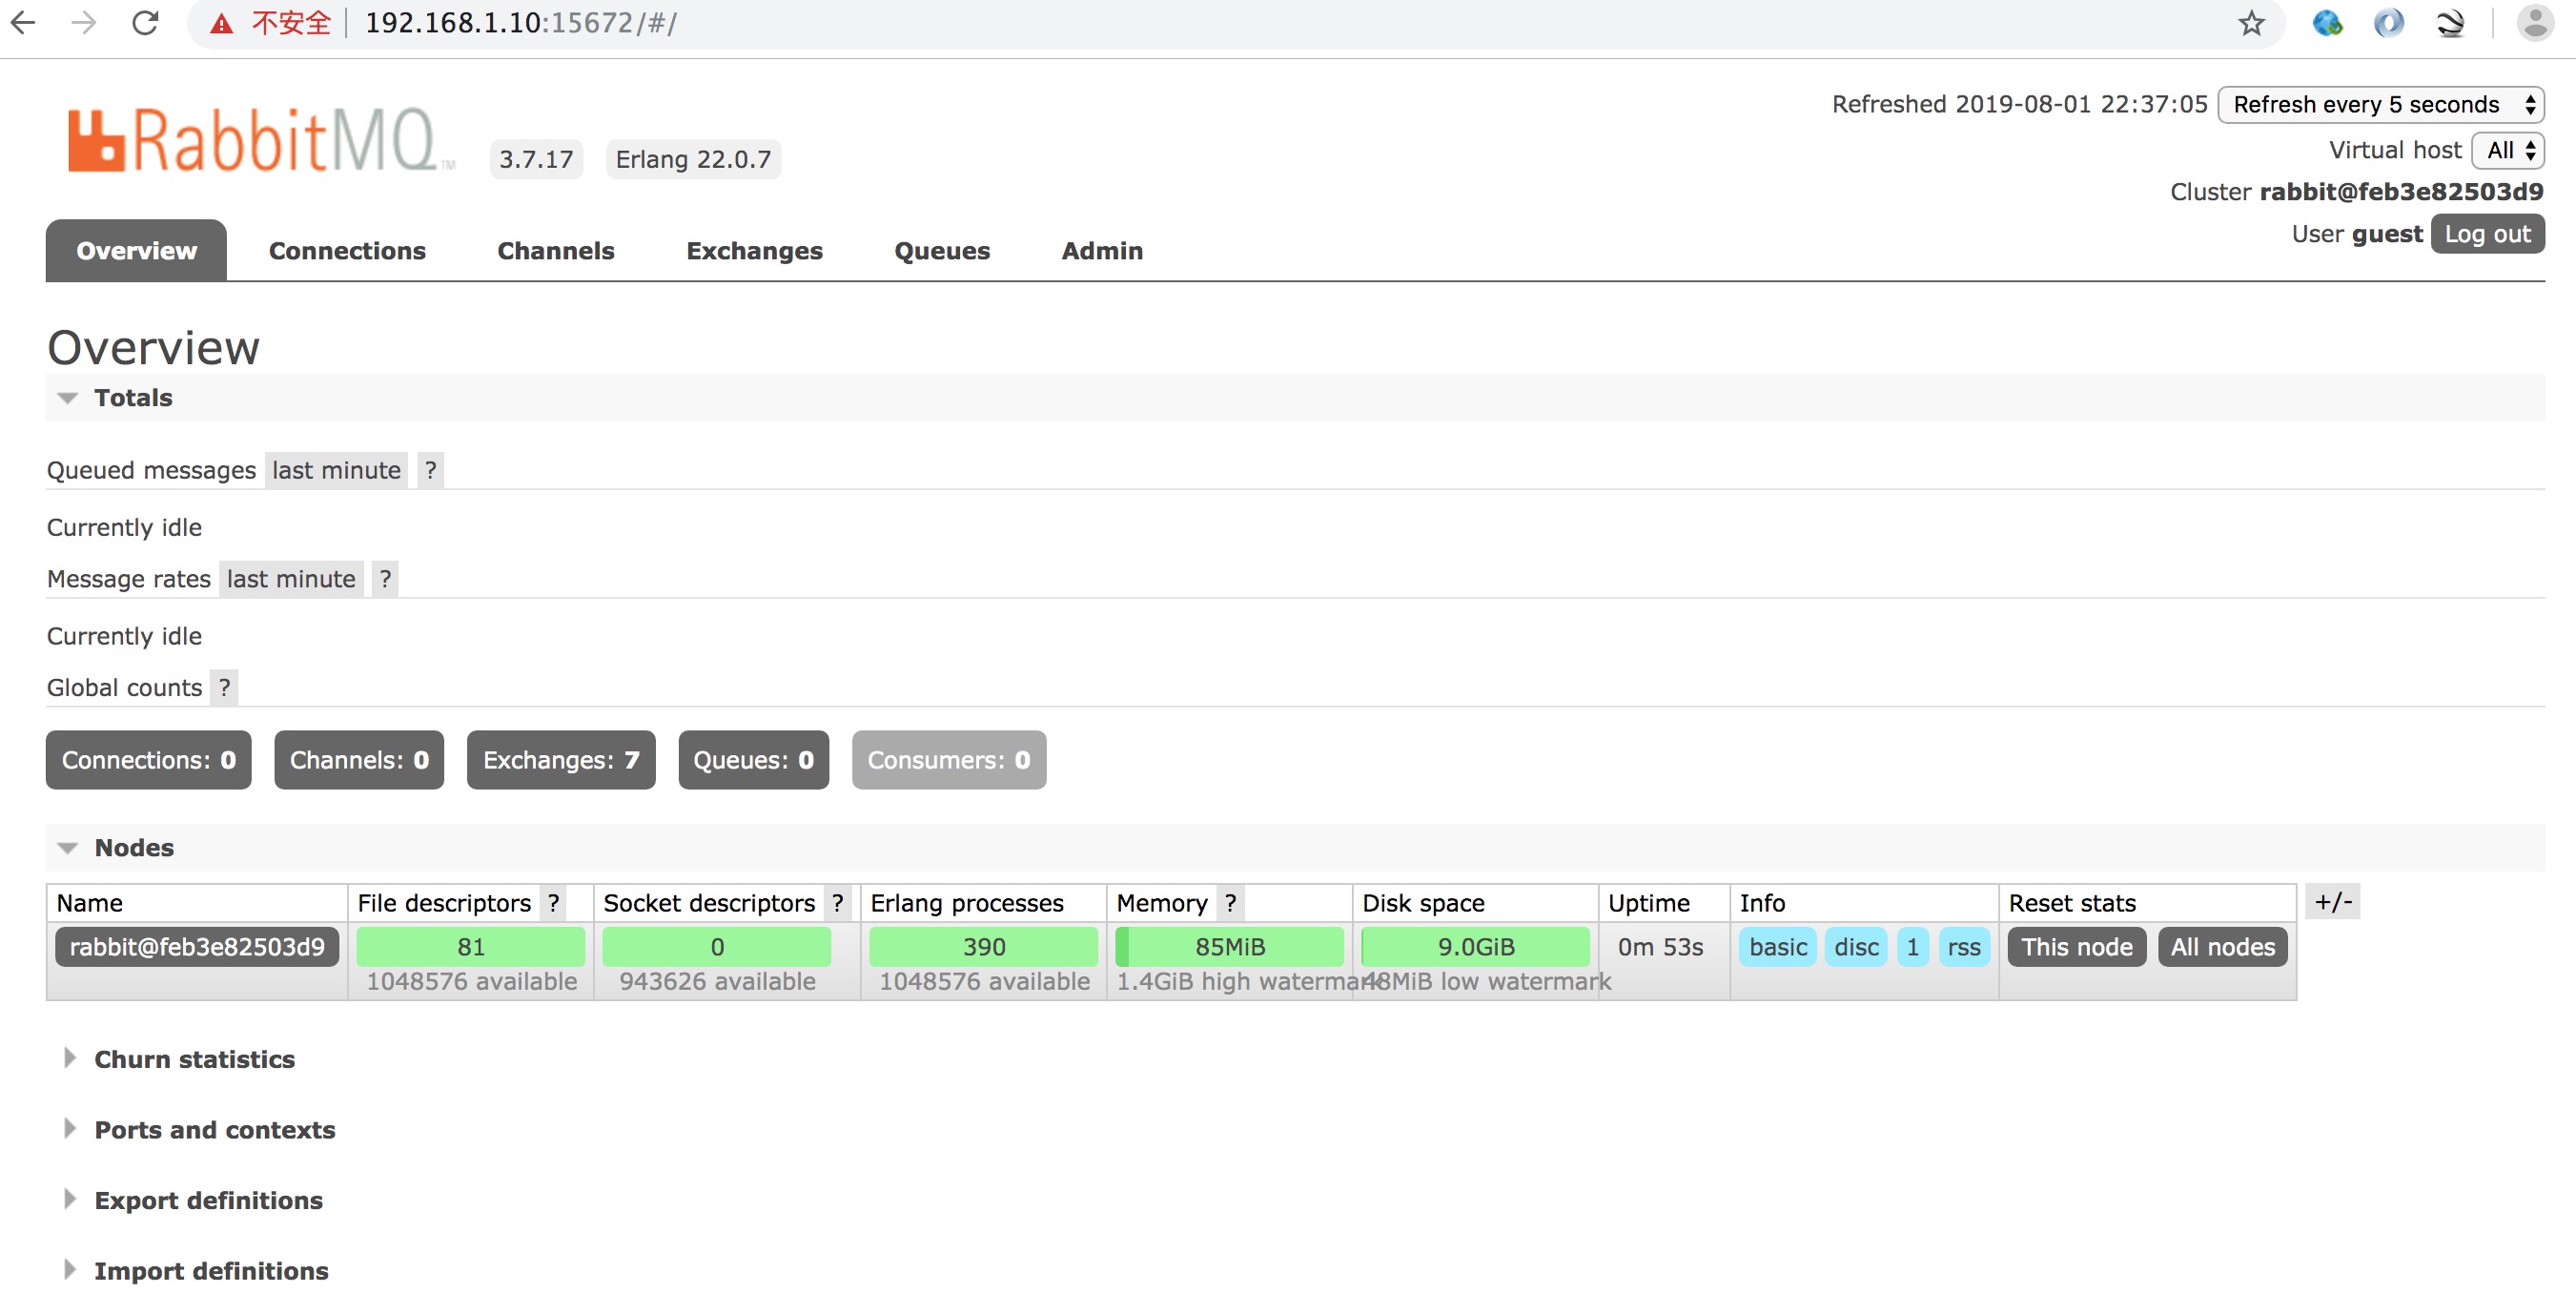 不安全 192.168.1.10:15672/#/
RabbitMQ™ 3.7.17 Erlang 22.0.7
Refreshed 2019-08-01 22:37:05 Refresh every 5 seconds
Virtual host All
Cluster rabbit@feb3e82503d9
User guest Log out
Overview Connections Channels Exchanges Queues Admin
Overview
Totals
Queued messages last minute ?
Currently idle
Message rates last minute ?
Currently idle
Global counts ?
Connections: 0 Channels: 0 Exchanges: 7 Queues: 0 Consumers: 0
Nodes
Name File descriptors ? Socket descriptors ? Erlang processes Memory ? Disk space Uptime Info Reset stats +/-
rabbit@feb3e82503d9 81 0 390 85MiB 9.0GiB 0m 53s basic disc 1 rss This node All nodes
1048576 available 943626 available 1048576 available 1.4GiB high watermark 48MiB low watermark
Churn statistics
Ports and contexts
Export definitions
Import definitions